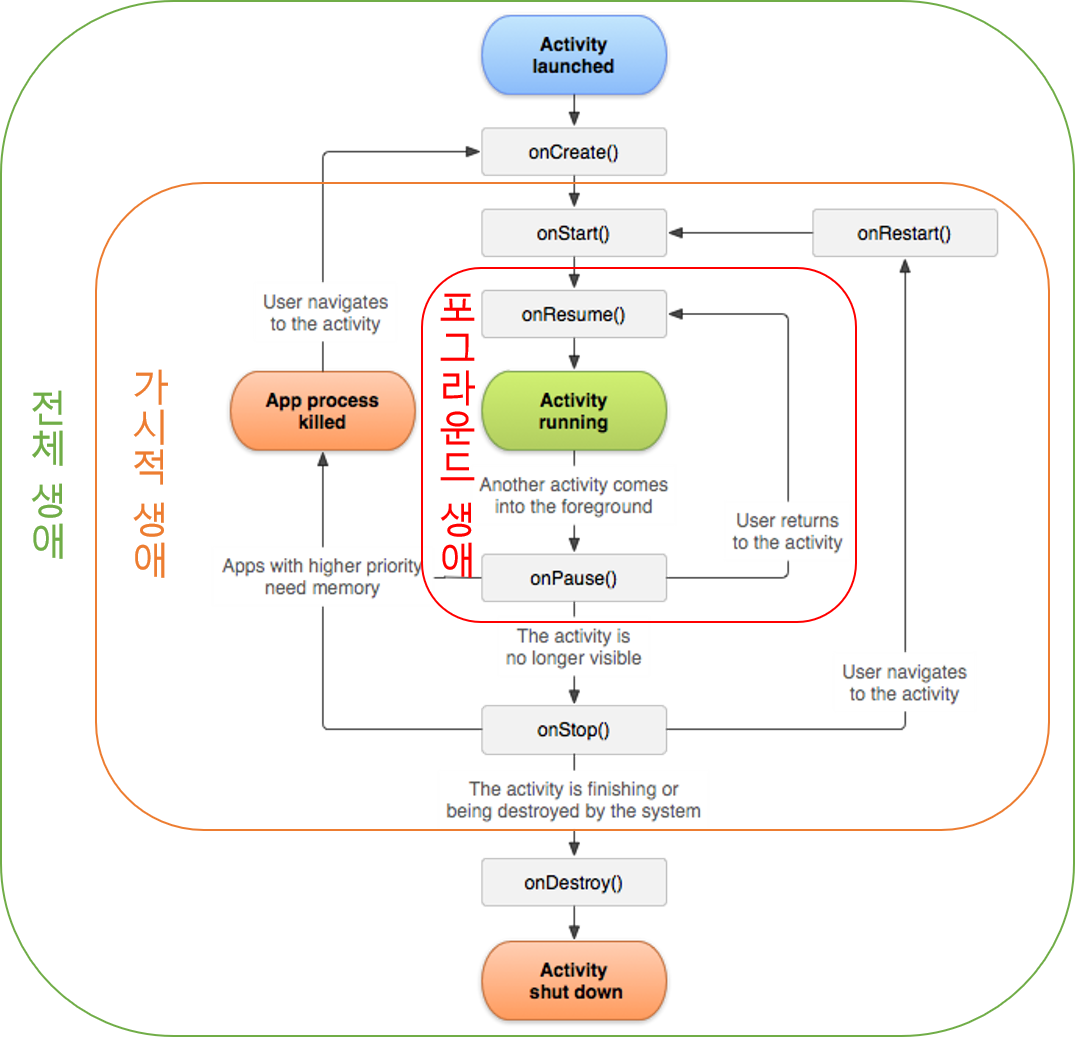 Activity
launched
onCreate()
onStart()
onRestart()
onResume()
User navigates
to the activity
App process
killed
Activity
running
Another activity comes
into the foreground
User returns
to the activity
Apps with higher priority
need memory
onPause()
The activity is
no longer visible
User navigates
to the activity
onStop()
The activity is finishing or
being destroyed by the system
onDestroy()
Activity
shut down
전체 생애
가시적 생애
포그라운드 생애